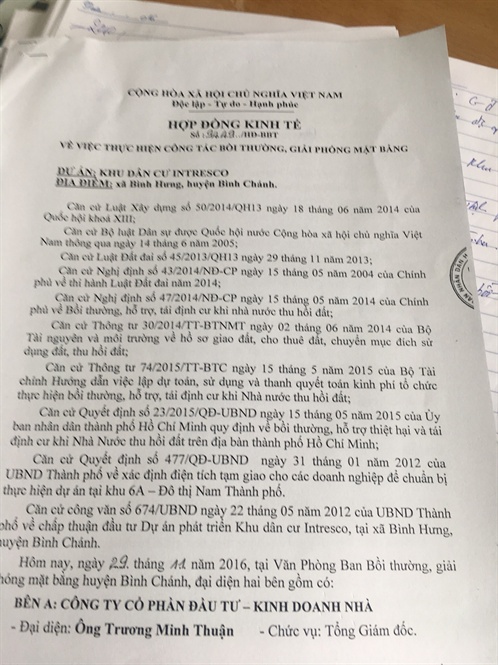 CỘNG HÒA XÃ HỘI CHỦ NGHĨA VIỆT NAM
Độc lập - Tự do - Hạnh phúc
HỢP ĐỒNG KINH TẾ
Số: /HĐ-BBT
VỀ VIỆC THỰC HIỆN CÔNG TÁC BỒI THƯỜNG, GIẢI PHÓNG MẶT BẰNG
DỰ ÁN: KHU DÂN CƯ INTRESCO
ĐỊA ĐIỂM: xã Bình Hưng, huyện Bình Chánh.
Căn cứ Luật Xây dựng số 50/2014/QH13 ngày 18 tháng 06 năm 2014 của
Quốc hội khoá XIII;
Căn cứ Bộ luật Dân sự được Quốc hội nước Cộng hòa xã hội chủ nghĩa Việt
Nam thông qua ngày 14 tháng 6 năm 2005;
Căn cứ Luật Đất đai số 45/2013/QH13 ngày 29 tháng 11 năm 2013;
Căn cứ Nghị định số 43/2014/NĐ-CP ngày 15 tháng 05 năm 2004 của Chính
phủ về thi hành Luật Đất đai năm 2014;
Căn cứ Nghị định số 47/2014/NĐ-CP ngày 15 tháng 05 năm 2014 của Chính
phủ về Bồi thường, hỗ trợ, tái định cư khi nhà nước thu hồi đất;
Căn cứ Thông tư 30/2014/TT-BTNMT ngày 02 tháng 06 năm 2014 của Bộ
Tài nguyên và môi trường về hồ sơ giao đất, cho thuê đất, chuyển mục đích sử
dụng đất, thu hồi đất;
Căn cứ Thông tư 74/2015/TT-BTC ngày 15 tháng 5 năm 2015 của Bộ Tài
chính Hướng dẫn việc lập dự toán, sử dụng và thanh quyết toán kinh phí tổ chức
thực hiện bồi thường, hỗ trợ, tái định cư khi Nhà nước thu hồi đất;
Căn cứ Quyết định số 23/2015/QĐ-UBND ngày 15 tháng 05 năm 2015 của Ủy
ban nhân dân thành phố Hồ Chí Minh quy định về bồi thường, hỗ trợ thiệt hại và tái
định cư khi Nhà Nước thu hồi đất trên địa bàn thành phố Hồ Chí Minh;
Căn cứ Quyết định số 477/QĐ-UBND ngày 31 tháng 01 năm 2012 của
UBND Thành phố về xác định diện tích tạm giao cho các doanh nghiệp để chuẩn bị
thực hiện dự án tại khu 6A – Đô thị Nam Thành phố.
Căn cứ công văn số 674/UBND ngày 22 tháng 05 năm 2012 của UBND Thành
phố về chấp thuận đầu tư Dự án phát triển Khu dân cư Intresco, tại xã Bình Hưng,
huyện Bình Chánh.
Hôm nay, ngày 29 tháng 11 năm 2016, tại Văn Phòng Ban Bồi thường, giải
phóng mặt bằng huyện Bình Chánh, đại diện hai bên gồm có:
BÊN A: CÔNG TY CỔ PHẦN ĐẦU TƯ – KINH DOANH NHÀ
- Đại diện: Ông Trương Minh Thuận - Chức vụ: Tổng Giám đốc.